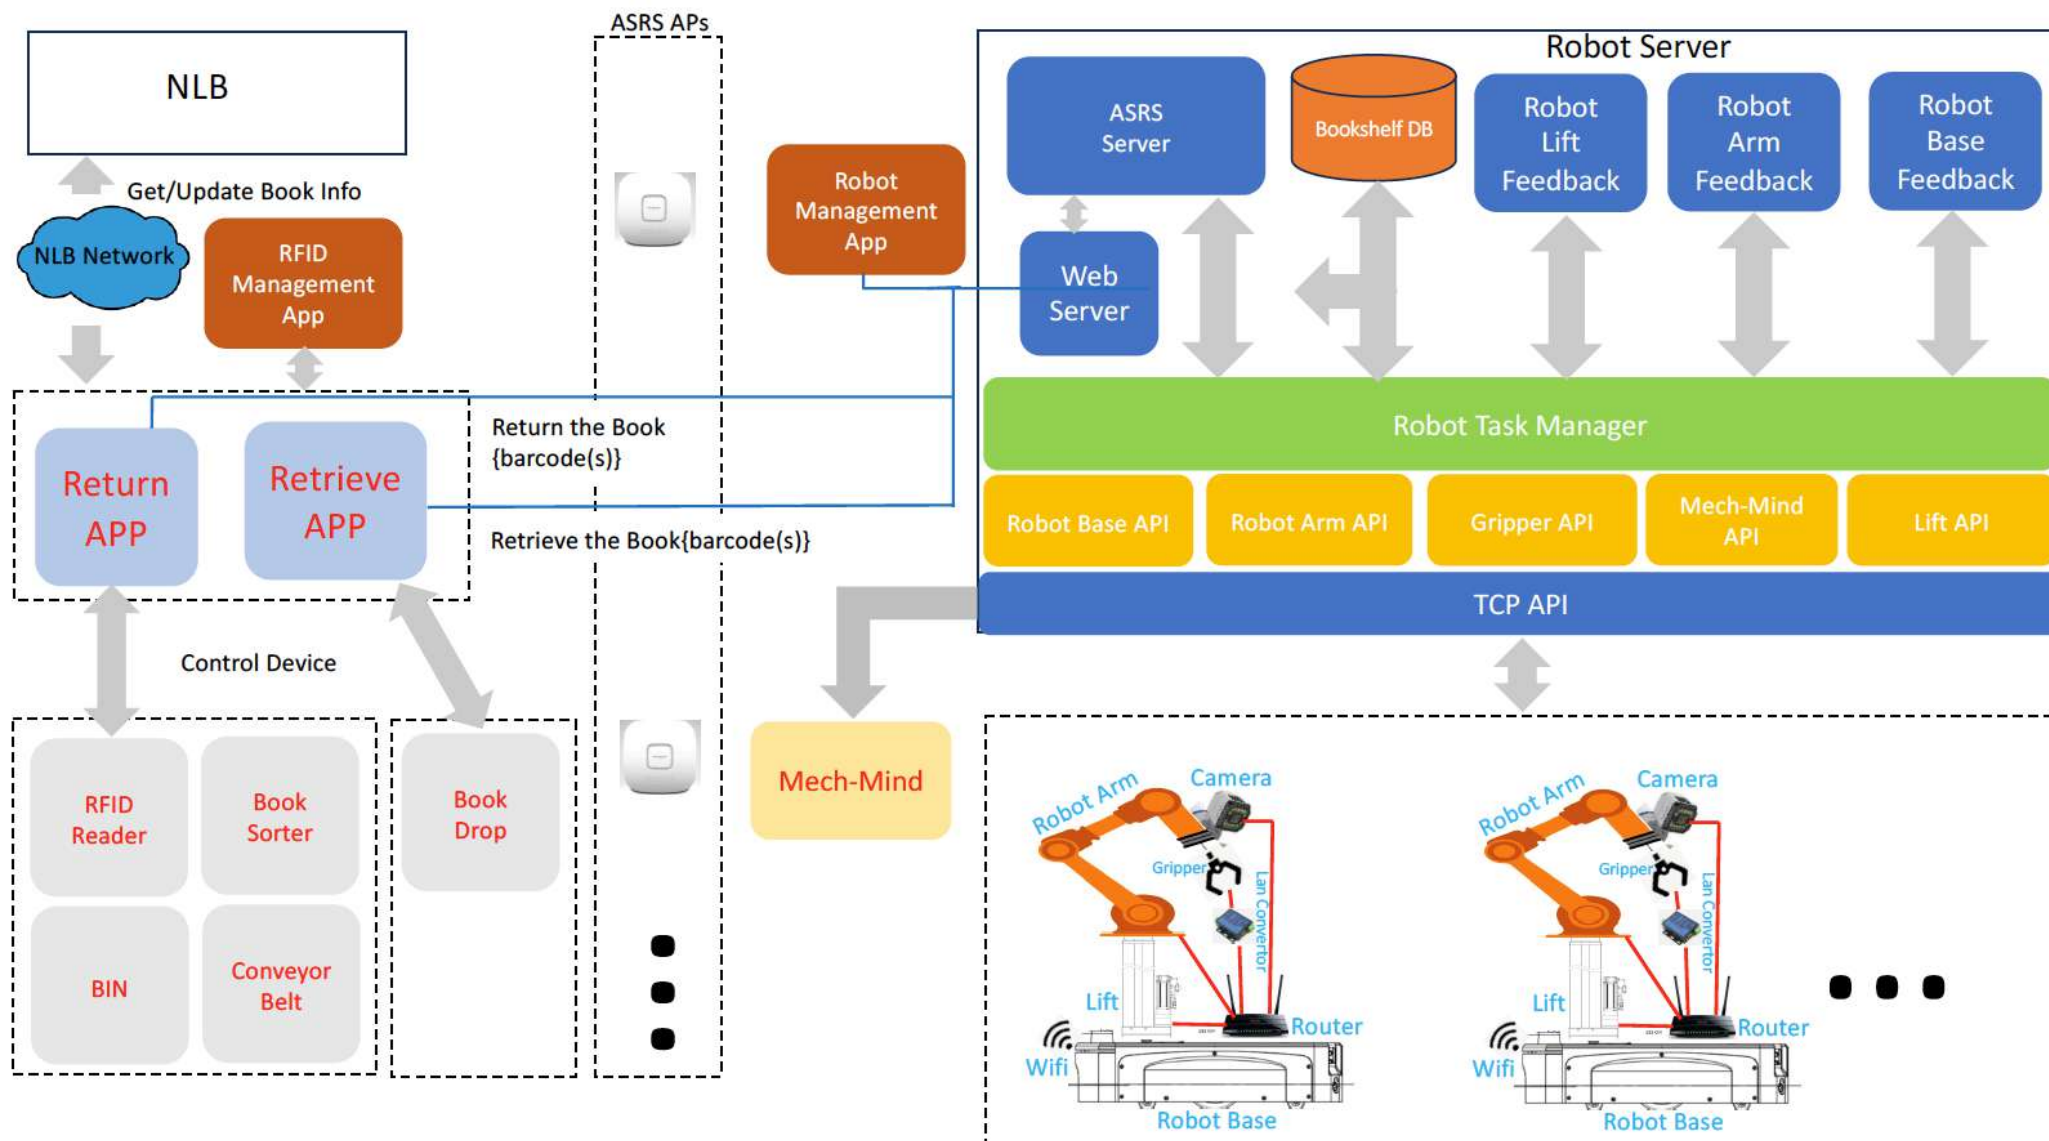 ASRS APs
NLB
Get/Update Book Info
NLB Network
RFID
Management
App
Return
APP
Retrieve
APP
Return the Book
{barcode(s)}
Retrieve the Book{barcode(s)}
Control Device
RFID
Reader
Book
Sorter
BIN
Conveyor
Belt
Book
Drop
Robot
Management
App
Robot Server
ASRS
Server
Bookshelf DB
Robot
Lift
Feedback
Robot
Arm
Feedback
Robot
Base
Feedback
Web
Server
Robot Task Manager
Robot Base API
Robot Arm API
Gripper API
Mech-Mind
API
Lift API
TCP API
Mech-Mind
Robot Arm
Camera
Gripper
Lan Convertor
Lift
Router
Wifi
Robot Base
Robot Arm
Camera
Gripper
Lan Convertor
Lift
Router
Wifi
Robot Base